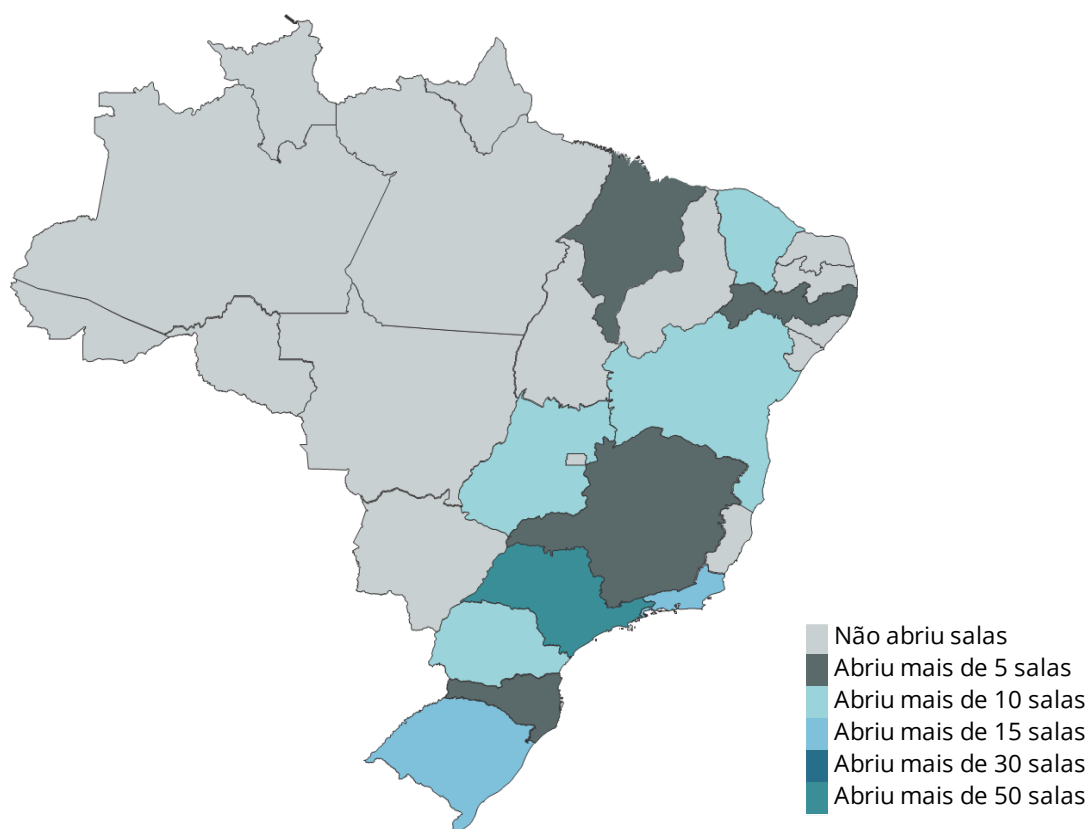 Não abriu salas
Abriu mais de 5 salas
Abriu mais de 10 salas
Abriu mais de 15 salas
Abriu mais de 30 salas
Abriu mais de 50 salas